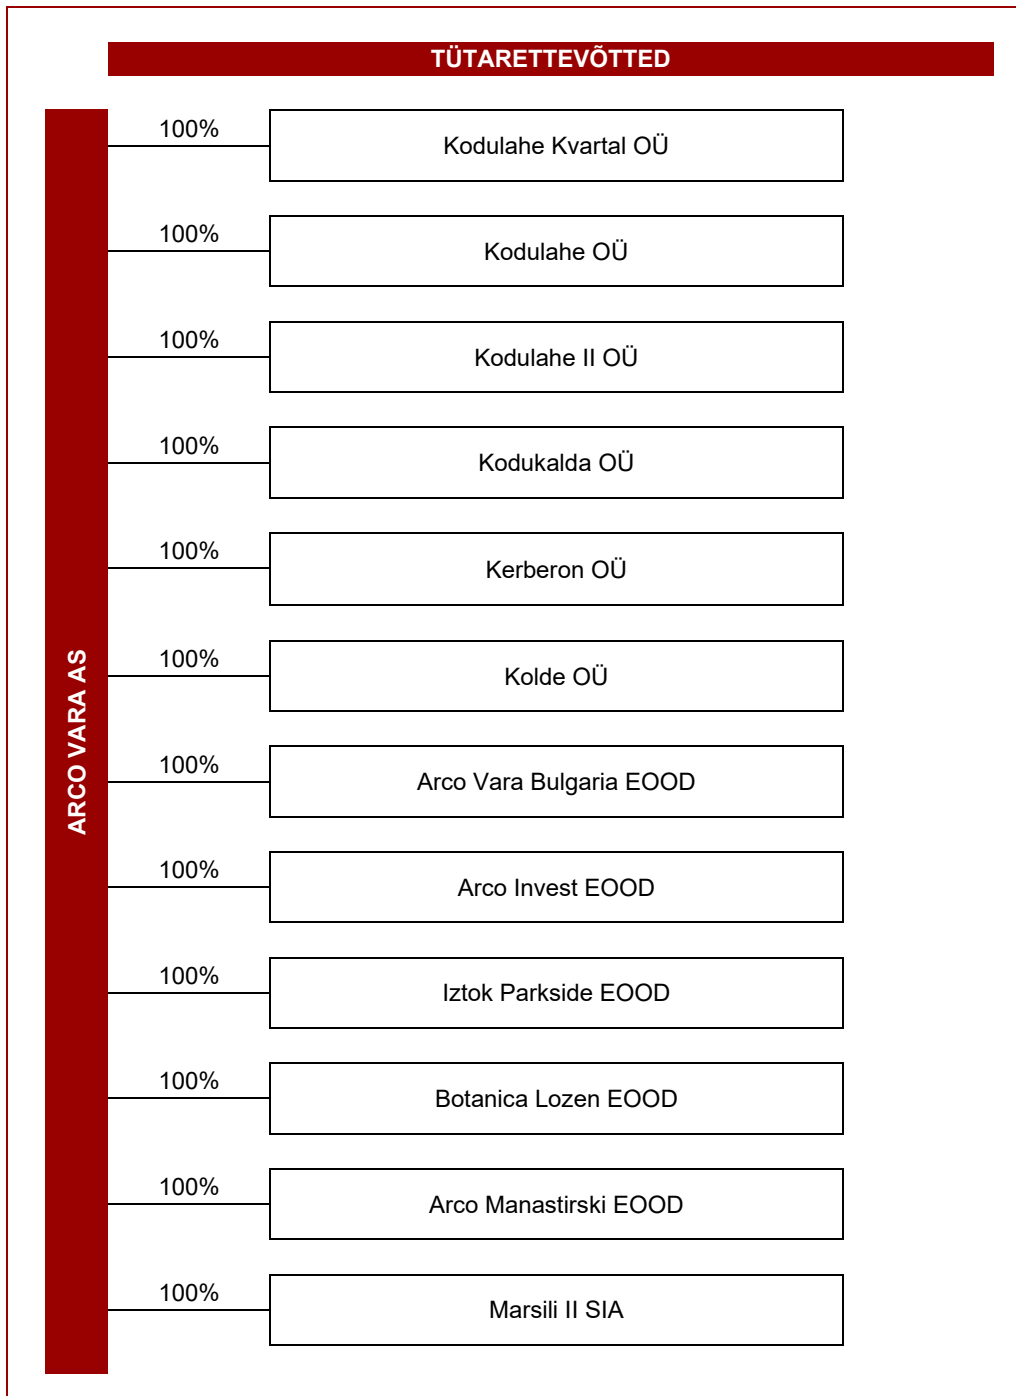 TÜTARETTEVÕTTED
ARCO VARA AS
100%
Kodulahe Kvartal OÜ
100%
Kodulahe OÜ
100%
Kodulahe II OÜ
100%
Kodukalda OÜ
100%
Kerberon OÜ
100%
Kolde OÜ
100%
Arco Vara Bulgaria EOOD
100%
Arco Invest EOOD
100%
Iztok Parkside EOOD
100%
Botanica Lozen EOOD
100%
Arco Manastirski EOOD
100%
Marsili II SIA